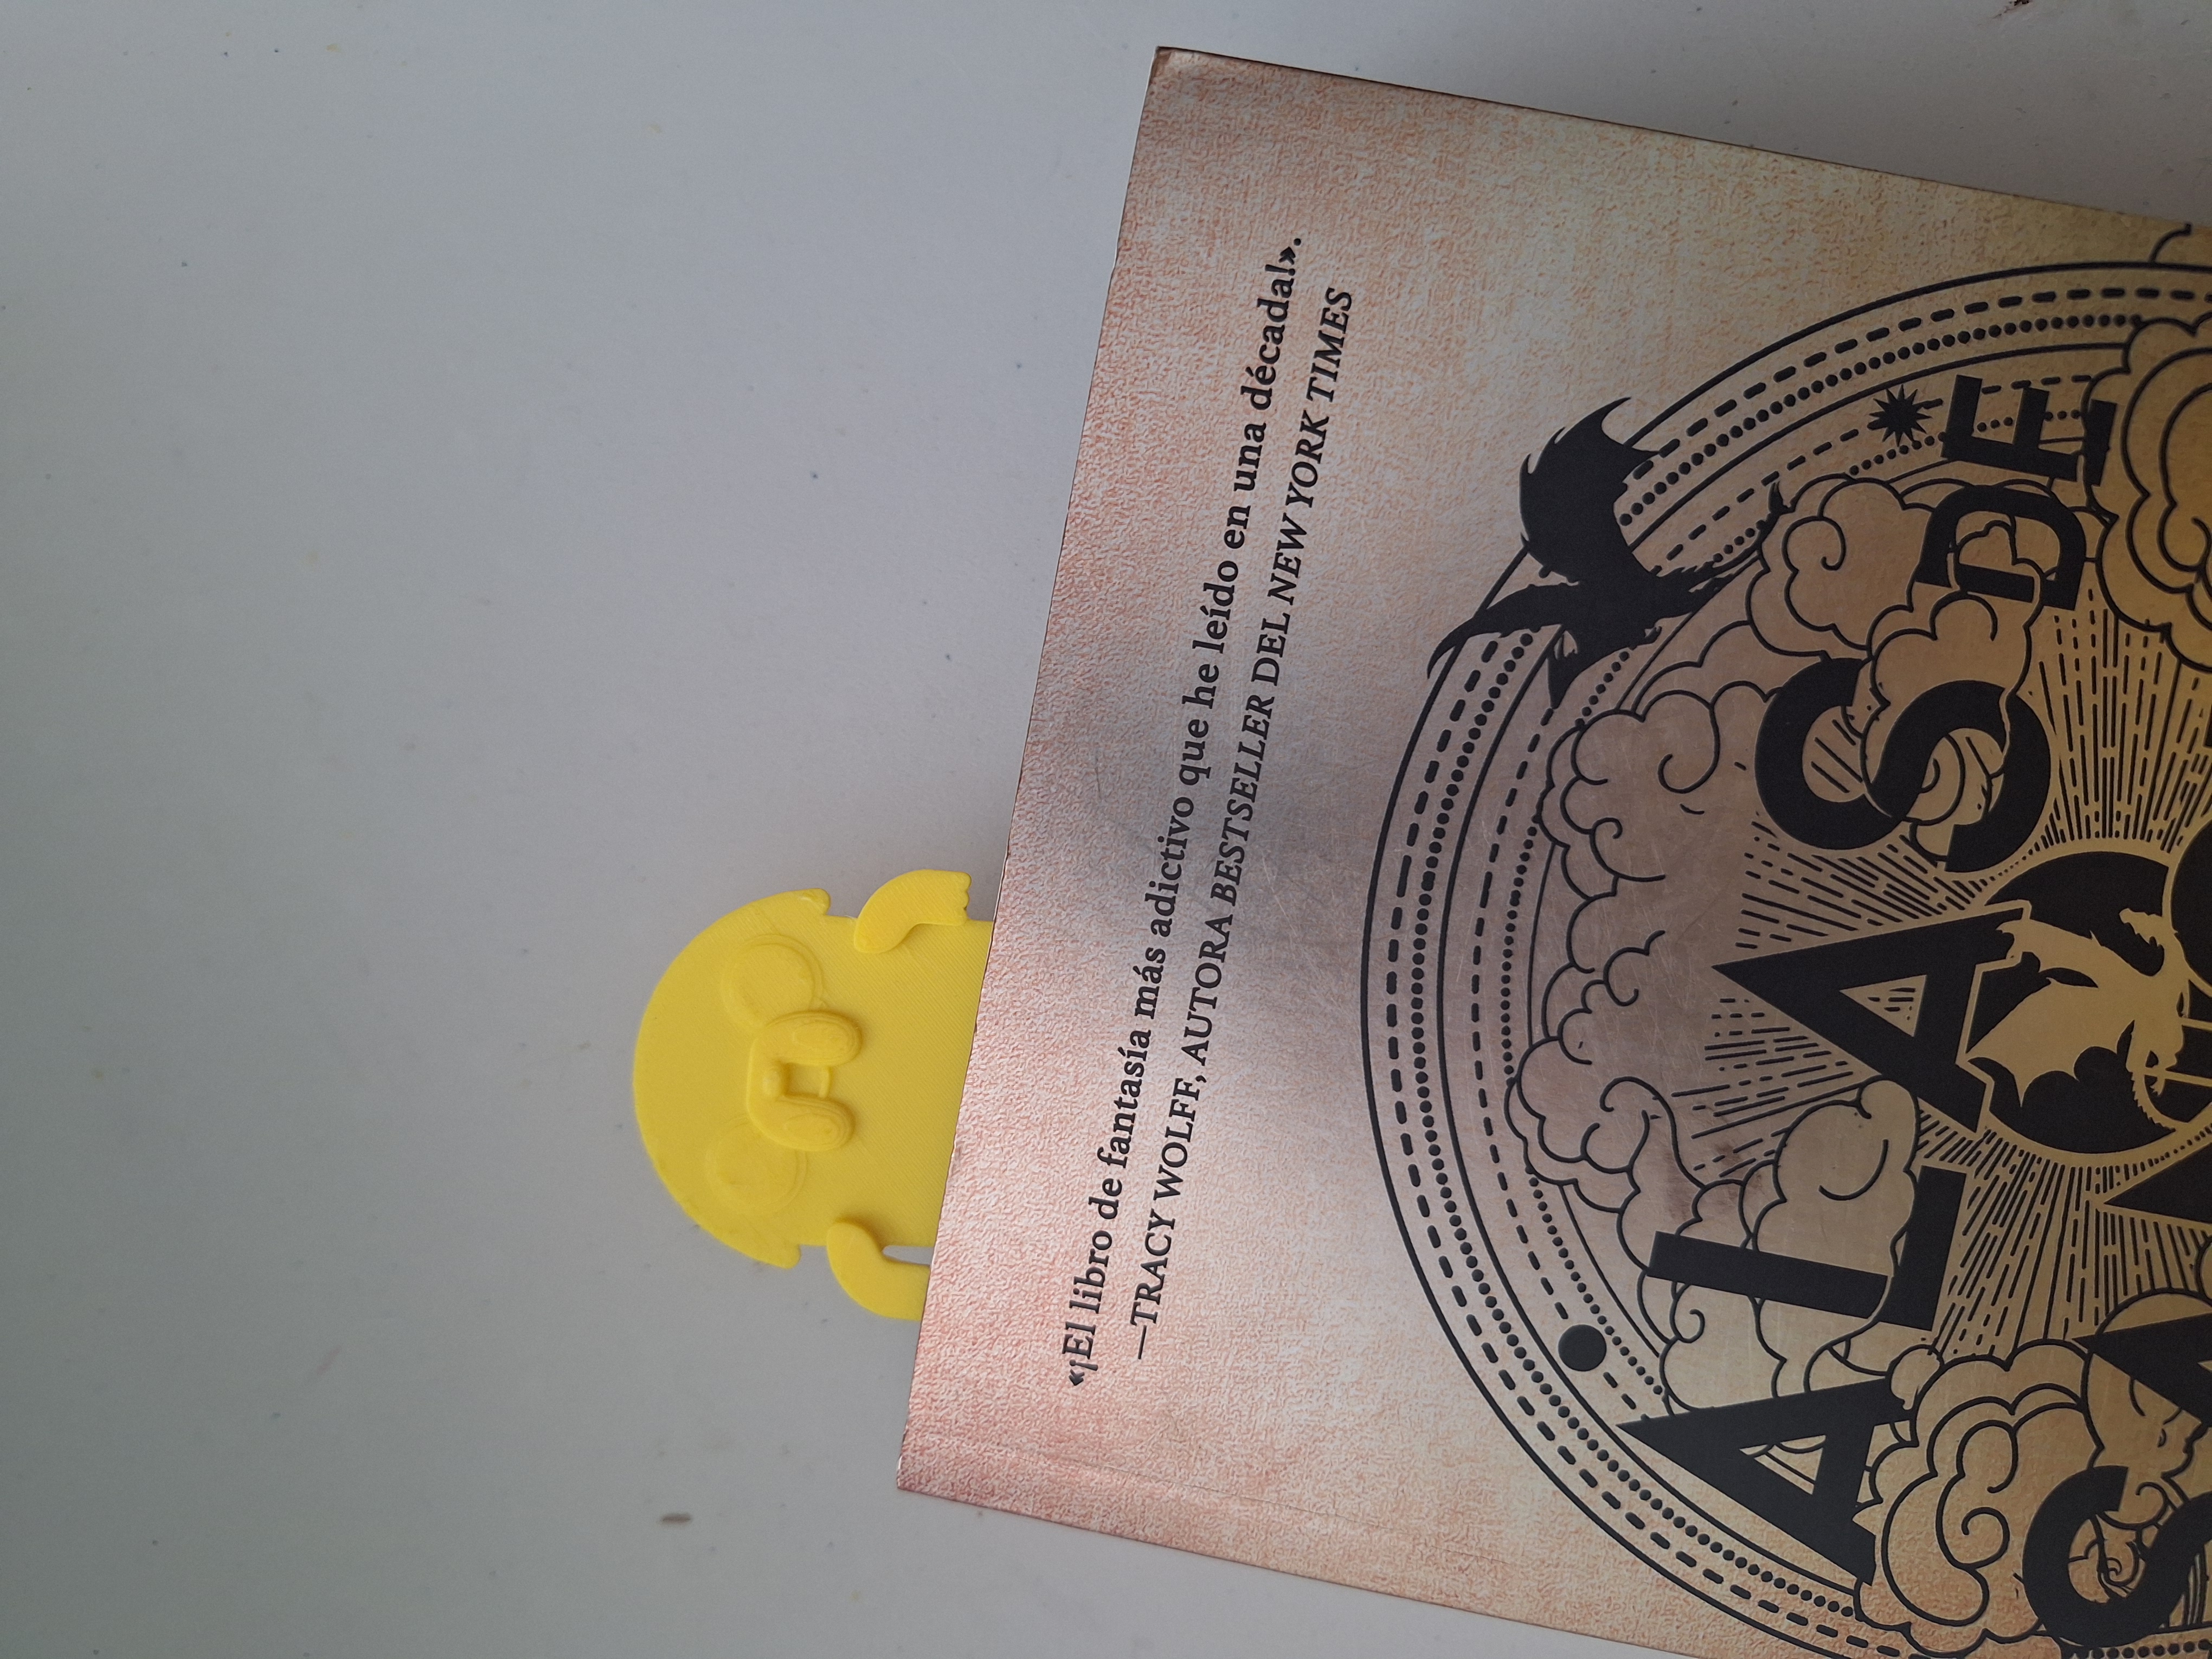 «¡El libro de fantasía más adictivo que he leído en una década!».
—TRACY WOLFF, AUTORA BESTSELLER DEL NEW YORK TIMES
ALAS DE